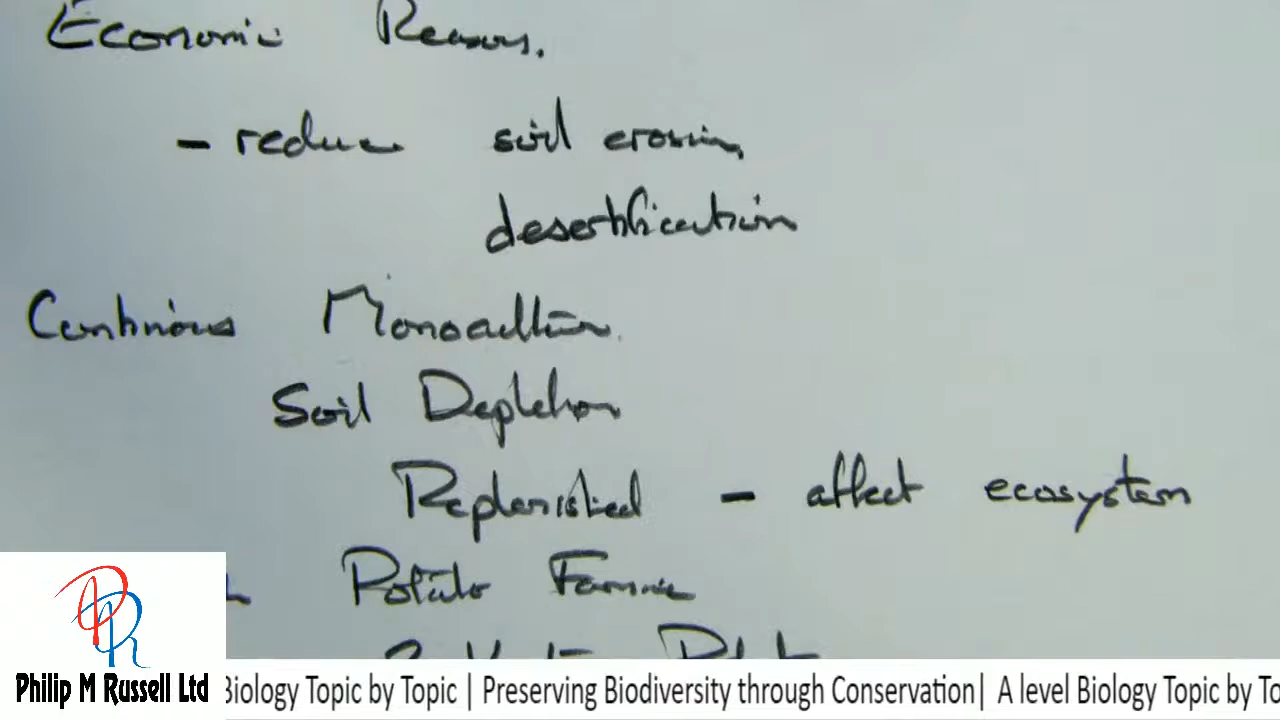 Economic Reasons.
- reduce soil erosion,
desertification
Continuous Monoculture.
Soil Depletion
Replenished - affect ecosystem
Potato Famine
Philip M Russell Ltd
Biology Topic by Topic | Preserving Biodiversity through Conservation| A level Biology Topic by To